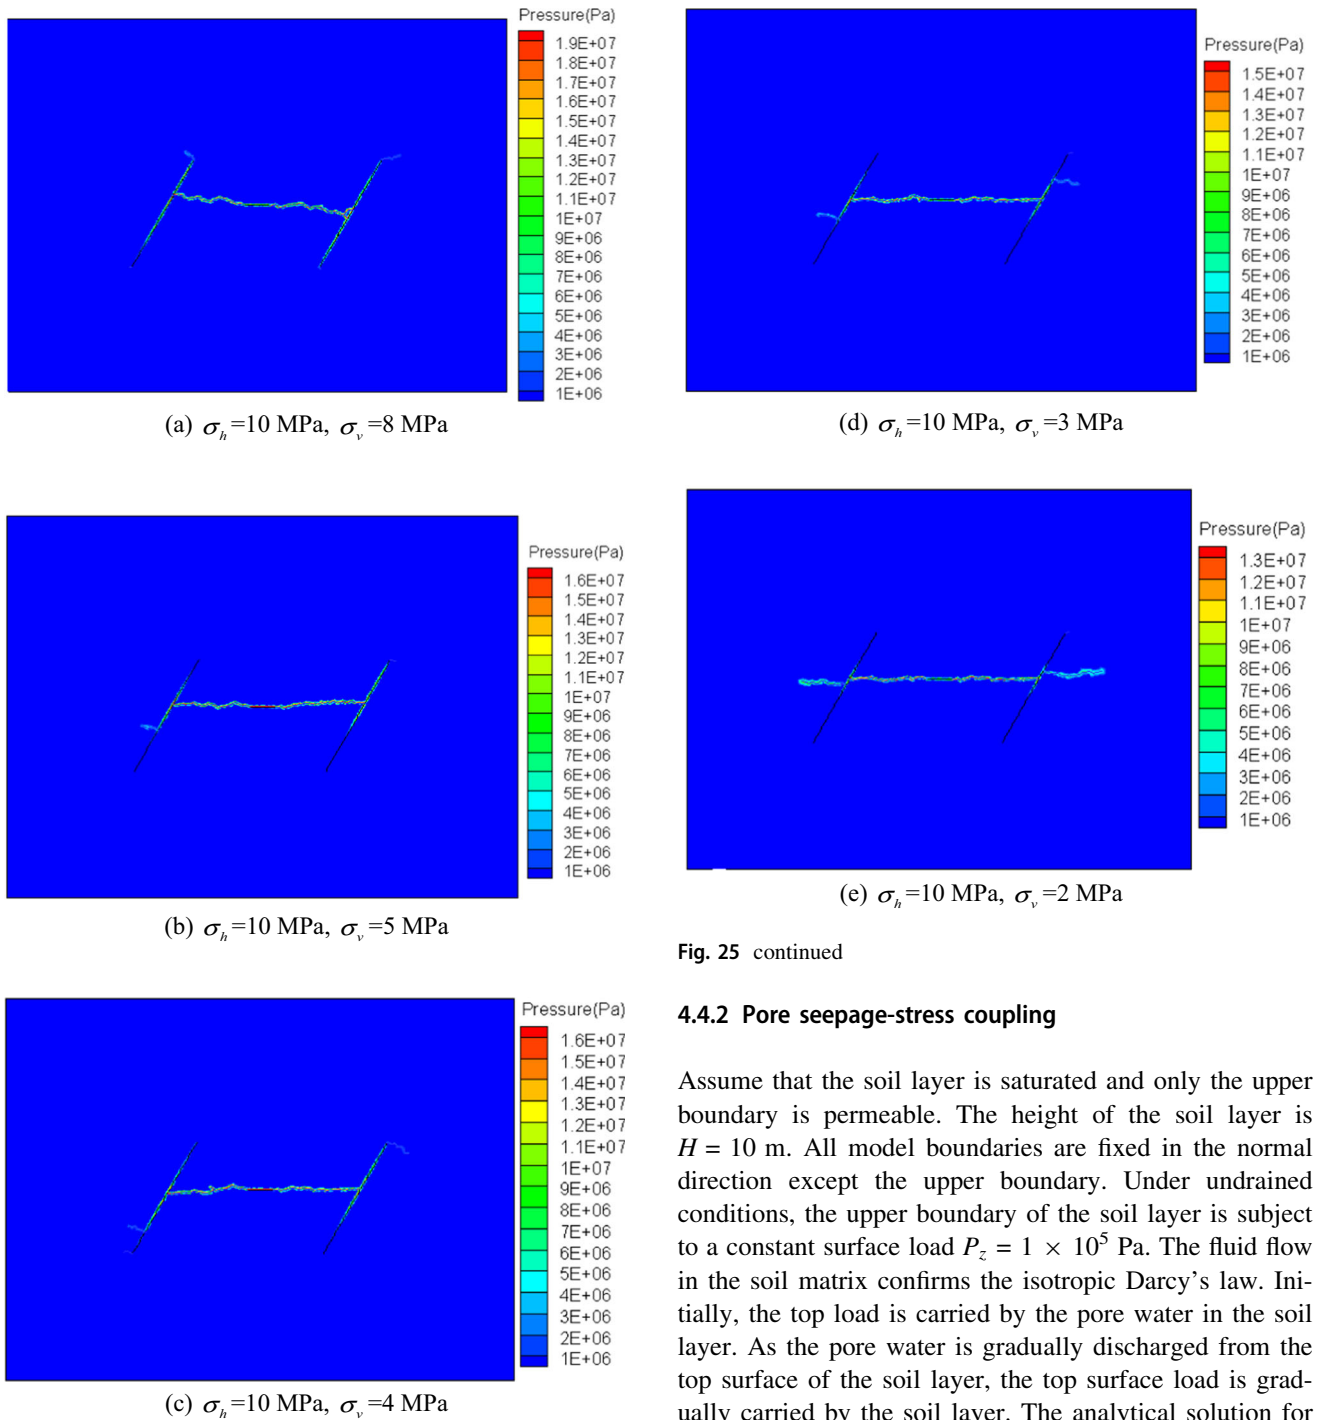 Pressure(Pa)
1.9E+07
1.8E+07
1.7E+07
1.6E+07
1.5E+07
1.4E+07
1.3E+07
1.2E+07
1.1E+07
1E+07
9E+06
8E+06
7E+06
6E+06
5E+06
4E+06
3E+06
2E+06
1E+06
(a) σh=10 MPa, σv=8 MPa
Pressure(Pa)
1.6E+07
1.5E+07
1.4E+07
1.3E+07
1.2E+07
1.1E+07
1E+07
9E+06
8E+06
7E+06
6E+06
5E+06
4E+06
3E+06
2E+06
1E+06
(b) σh=10 MPa, σv=5 MPa
Pressure(Pa)
1.6E+07
1.5E+07
1.4E+07
1.3E+07
1.2E+07
1.1E+07
1E+07
9E+06
8E+06
7E+06
6E+06
5E+06
4E+06
3E+06
2E+06
1E+06
(c) σh=10 MPa, σv=4 MPa
Pressure(Pa)
1.5E+07
1.4E+07
1.3E+07
1.2E+07
1.1E+07
1E+07
9E+06
8E+06
7E+06
6E+06
5E+06
4E+06
3E+06
2E+06
1E+06
(d) σh=10 MPa, σv=3 MPa
Pressure(Pa)
1.3E+07
1.2E+07
1.1E+07
1E+07
9E+06
8E+06
7E+06
6E+06
5E+06
4E+06
3E+06
2E+06
1E+06
(e) σh=10 MPa, σv=2 MPa
Fig. 25 continued
4.4.2 Pore seepage-stress coupling
Assume that the soil layer is saturated and only the upper
boundary is permeable. The height of the soil layer is
H = 10 m. All model boundaries are fixed in the normal
direction except the upper boundary. Under undrained
conditions, the upper boundary of the soil layer is subject
to a constant surface load Pz = 1 × 10⁵ Pa. The fluid flow
in the soil matrix confirms the isotropic Darcy's law. Ini-
tially, the top load is carried by the pore water in the soil
layer. As the pore water is gradually discharged from the
top surface of the soil layer, the top surface load is grad-
ually carried by the soil layer. The analytical solution for